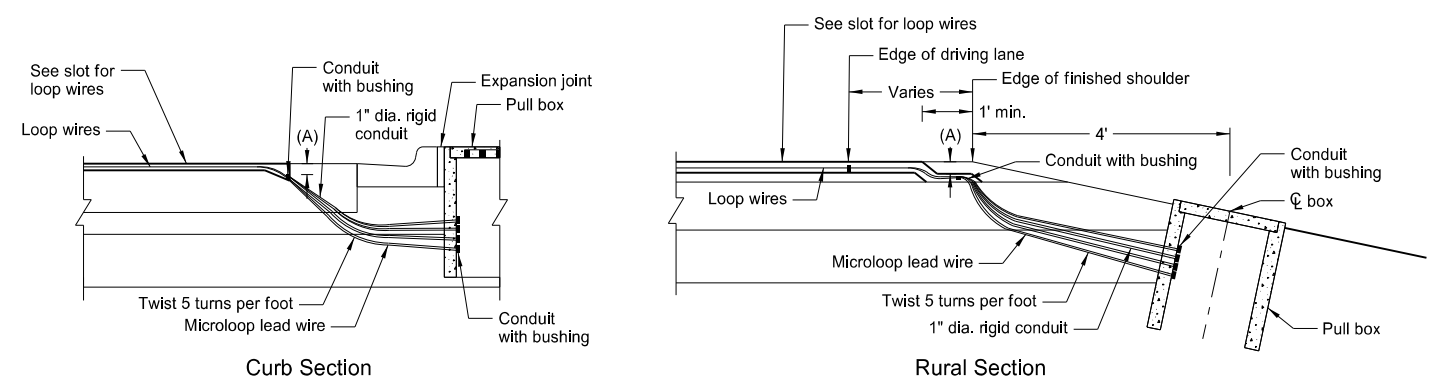 See slot for
loop wires
Loop wires
(A)
Conduit
with bushing
1" dia. rigid
conduit
Expansion joint
Pull box
Twist 5 turns per foot
Microloop lead wire
Conduit
with bushing
Curb Section
See slot for loop wires
Edge of driving lane
Edge of finished shoulder
Varies
1' min.
(A)
4'
Conduit with bushing
Conduit
with bushing
Loop wires
℄ box
Microloop lead wire
Twist 5 turns per foot
1" dia. rigid conduit
Pull box
Rural Section